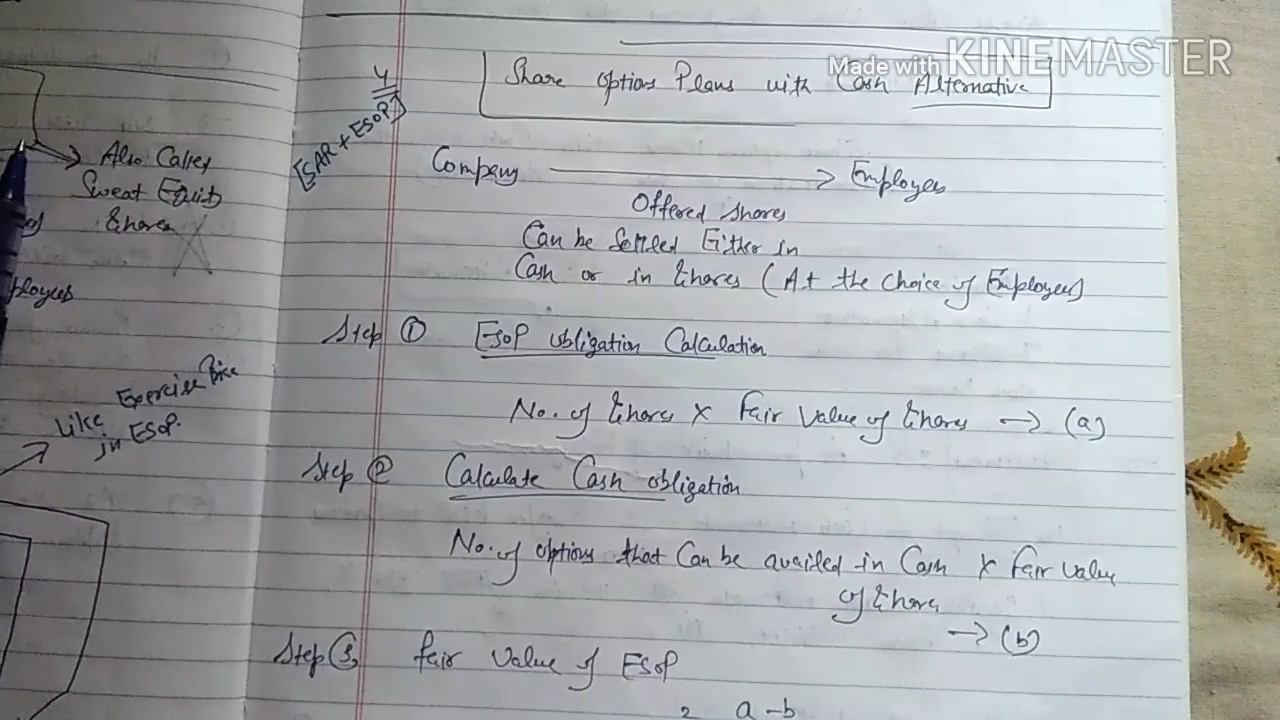 Made with KINEMASTER
Also Called
Sweat Equity
Shares
ployees
Like Exercise Price
in ESOP.
4
[SAR + ESOP]
Share Options Plans with Cash Alternative
Company → Employees
Offered Shares
Can be Settled Either in
Cash or in Shares (At the Choice of Employees)
Step ① ESOP obligation Calculation
No. of Shares × Fair Value of Shares → (a)
Step ② Calculate Cash obligation
No. of options that Can be availed in Cash × Fair Value
of Shares
→ (b)
Step ③ Fair Value of ESOP
= a - b